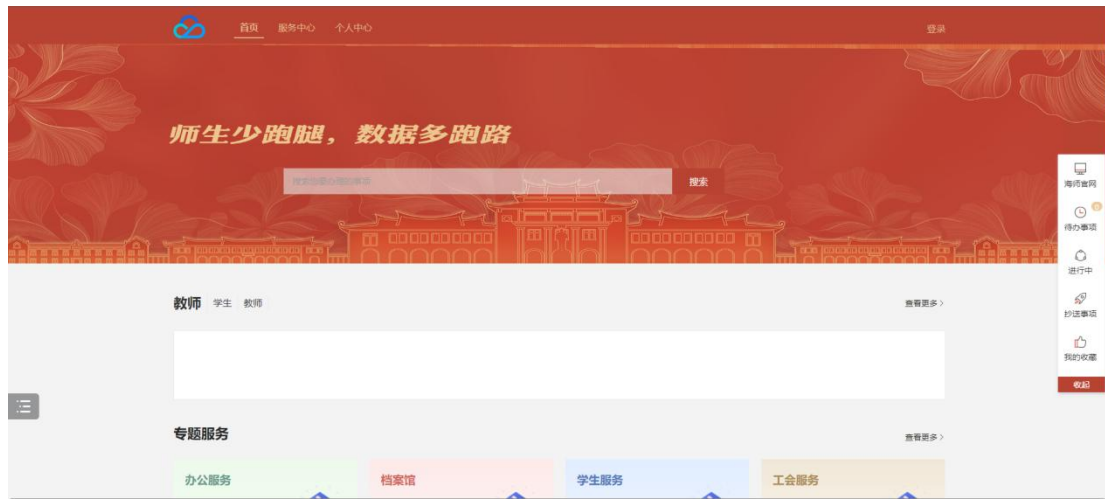 首页 服务中心 个人中心 登录
师生少跑腿，数据多跑路
搜索
海师官网
待办事项
进行中
抄送事项
我的收藏
收起
教师 学生 教师 查看更多
专题服务 查看更多
办公服务 档案馆 学生服务 工会服务